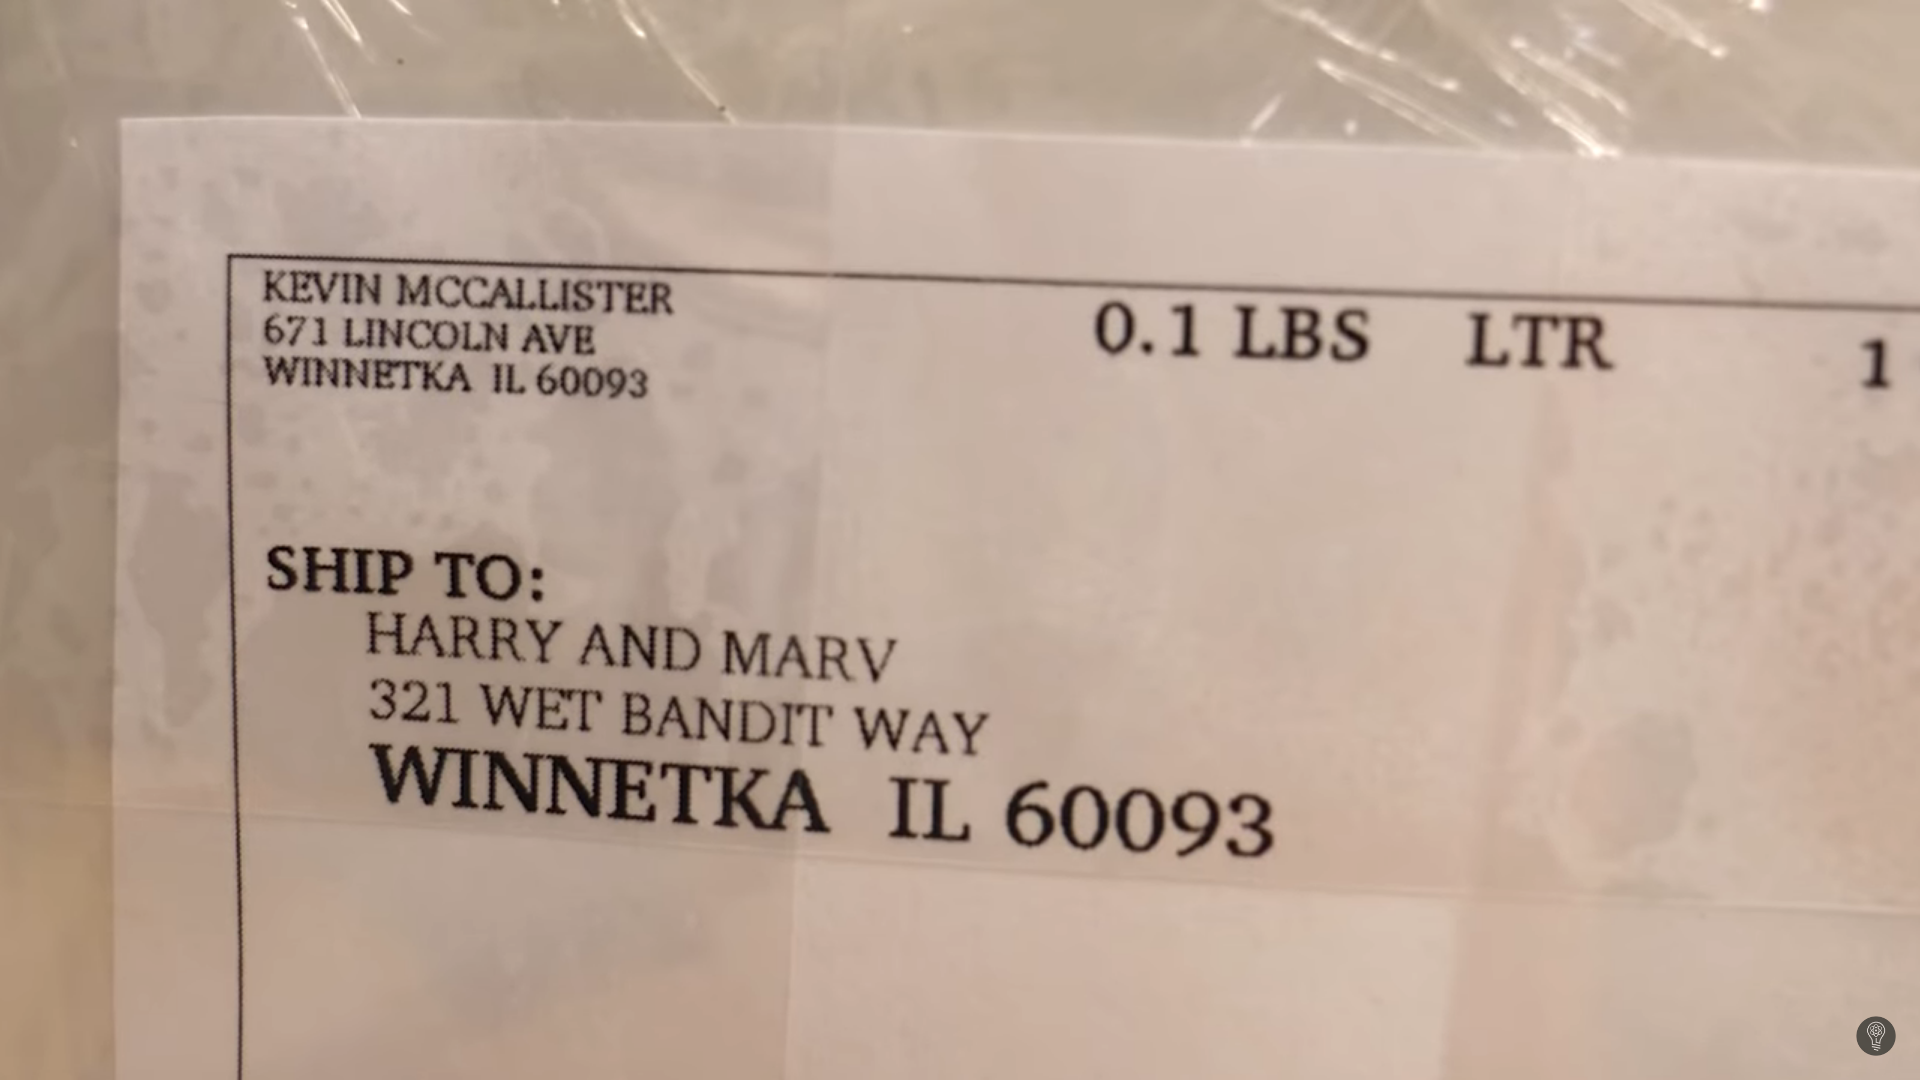 KEVIN MCCALLISTER
671 LINCOLN AVE
WINNETKA IL 60093
0.1 LBS LTR 1
SHIP TO:
HARRY AND MARV
321 WET BANDIT WAY
WINNETKA IL 60093